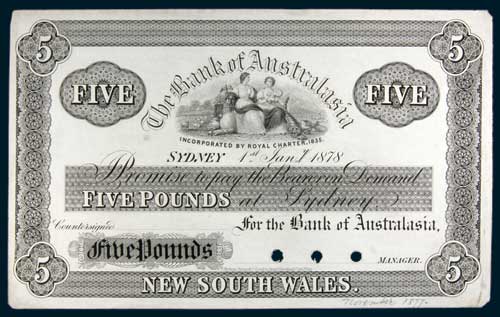 5 5
The Bank of Australasia
FIVE FIVE
INCORPORATED BY ROYAL CHARTER, 1835.
SYDNEY 1st Jany 1878
I Promise to pay the Bearer on Demand
FIVE POUNDS at Sydney
Countersigned For the Bank of Australasia,
Five Pounds
MANAGER.
5 5
NEW SOUTH WALES.
November 1877.